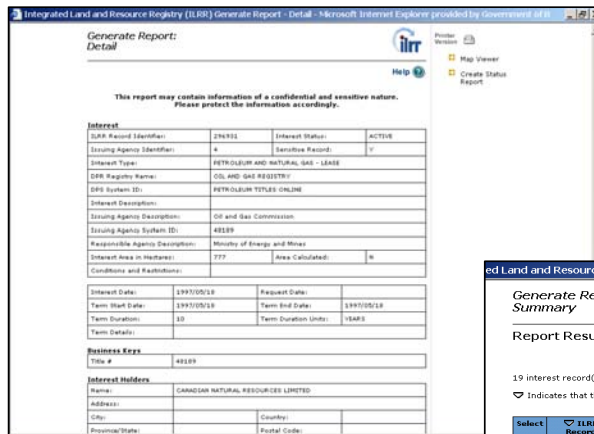 Integrated Land and Resource Registry (ILRR) Generate Report - Detail - Microsoft Internet Explorer provided by Government of B
Generate Report:
Detail
ilrr
Help
Printer Version
Map Viewer
Create Status Report
This report may contain information of a confidential and sensitive nature.
Please protect the information accordingly.
Interest
ILRR Record Identifier: 296931 Interest Status: ACTIVE
Issuing Agency Identifier: 4 Sensitive Record: Y
Interest Type: PETROLEUM AND NATURAL GAS - LEASE
DPR Registry Name: OIL AND GAS REGISTRY
DPS System ID: PETROLEUM TITLES ONLINE
Interest Description:
Issuing Agency Description: Oil and Gas Commission
Issuing Agency System ID: 48189
Responsible Agency Description: Ministry of Energy and Mines
Interest Area in Hectares: 777 Area Calculated: N
Conditions and Restrictions:
Interest Date: 1997/05/18 Request Date:
Term Start Date: 1997/05/18 Term End Date: 1997/05/18
Term Duration: 10 Term Duration Units: YEARS
Term Details:
Business Keys
Title # 48189
Interest Holders
Name: CANADIAN NATURAL RESOURCES LIMITED
Address:
City: Country:
Province/State: Postal Code:
ed Land and Resourc
Generate Re
Summary
Report Resu
19 interest record(
Indicates that t
Select ILRR
Record